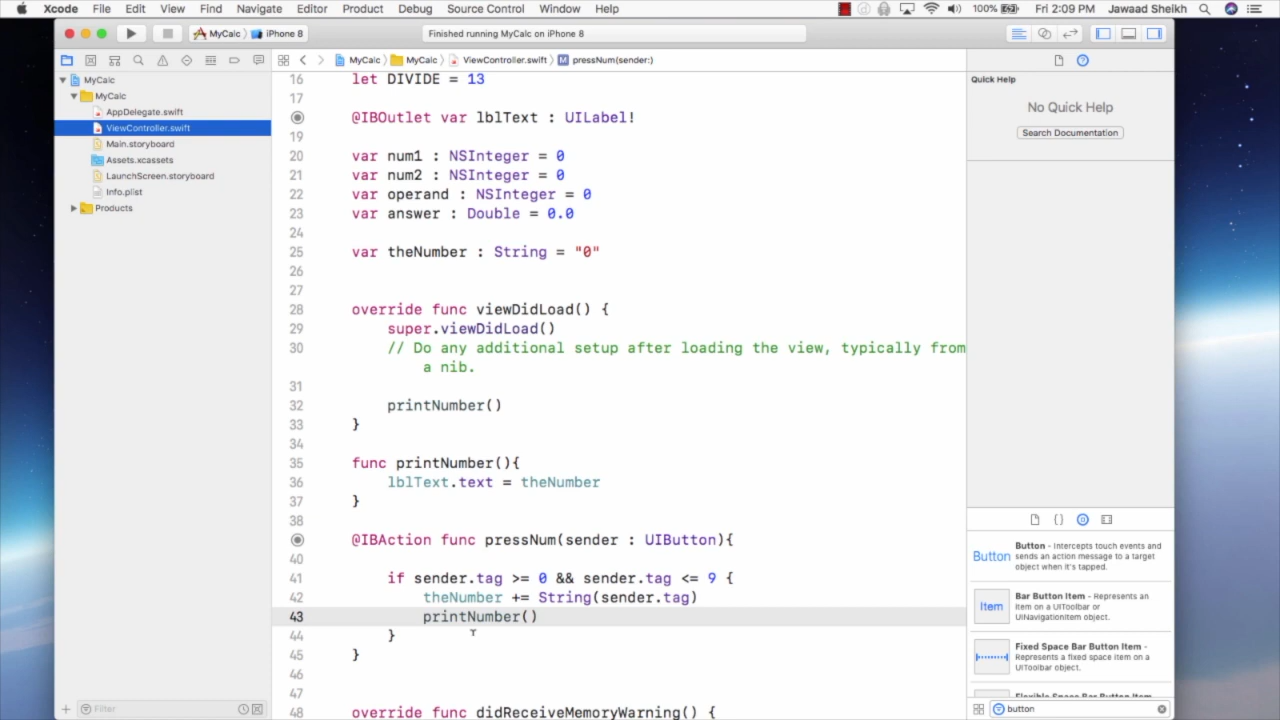 Xcode File Edit View Find Navigate Editor Product Debug Source Control Window Help 100% Fri 2:09 PM Jawaad Sheikh
MyCalc iPhone 8 Finished running MyCalc on iPhone 8
MyCalc MyCalc ViewController.swift M pressNum(sender:)
MyCalc
MyCalc
AppDelegate.swift
ViewController.swift
Main.storyboard
Assets.xcassets
LaunchScreen.storyboard
Info.plist
Products
Filter
16 let DIVIDE = 13
17
18 @IBOutlet var lblText : UILabel!
19
20 var num1 : NSInteger = 0
21 var num2 : NSInteger = 0
22 var operand : NSInteger = 0
23 var answer : Double = 0.0
24
25 var theNumber : String = "0"
26
27
28 override func viewDidLoad() {
29 super.viewDidLoad()
30 // Do any additional setup after loading the view, typically from
a nib.
31
32 printNumber()
33 }
34
35 func printNumber(){
36 lblText.text = theNumber
37 }
38
@IBAction func pressNum(sender : UIButton){
40
41 if sender.tag >= 0 && sender.tag <= 9 {
42 theNumber += String(sender.tag)
43 printNumber()
44 }
45 }
46
47
48 override func didReceiveMemoryWarning() {
Quick Help
No Quick Help
Search Documentation
Button
Button - Intercepts touch events and
sends an action message to a target
object when it's tapped.
Item
Bar Button Item - Represents an
item on a UIToolbar or
UINavigationItem object.
Fixed Space Bar Button Item -
Represents a fixed space item on a
UIToolbar object.
Flexible Space Bar Button Item
button